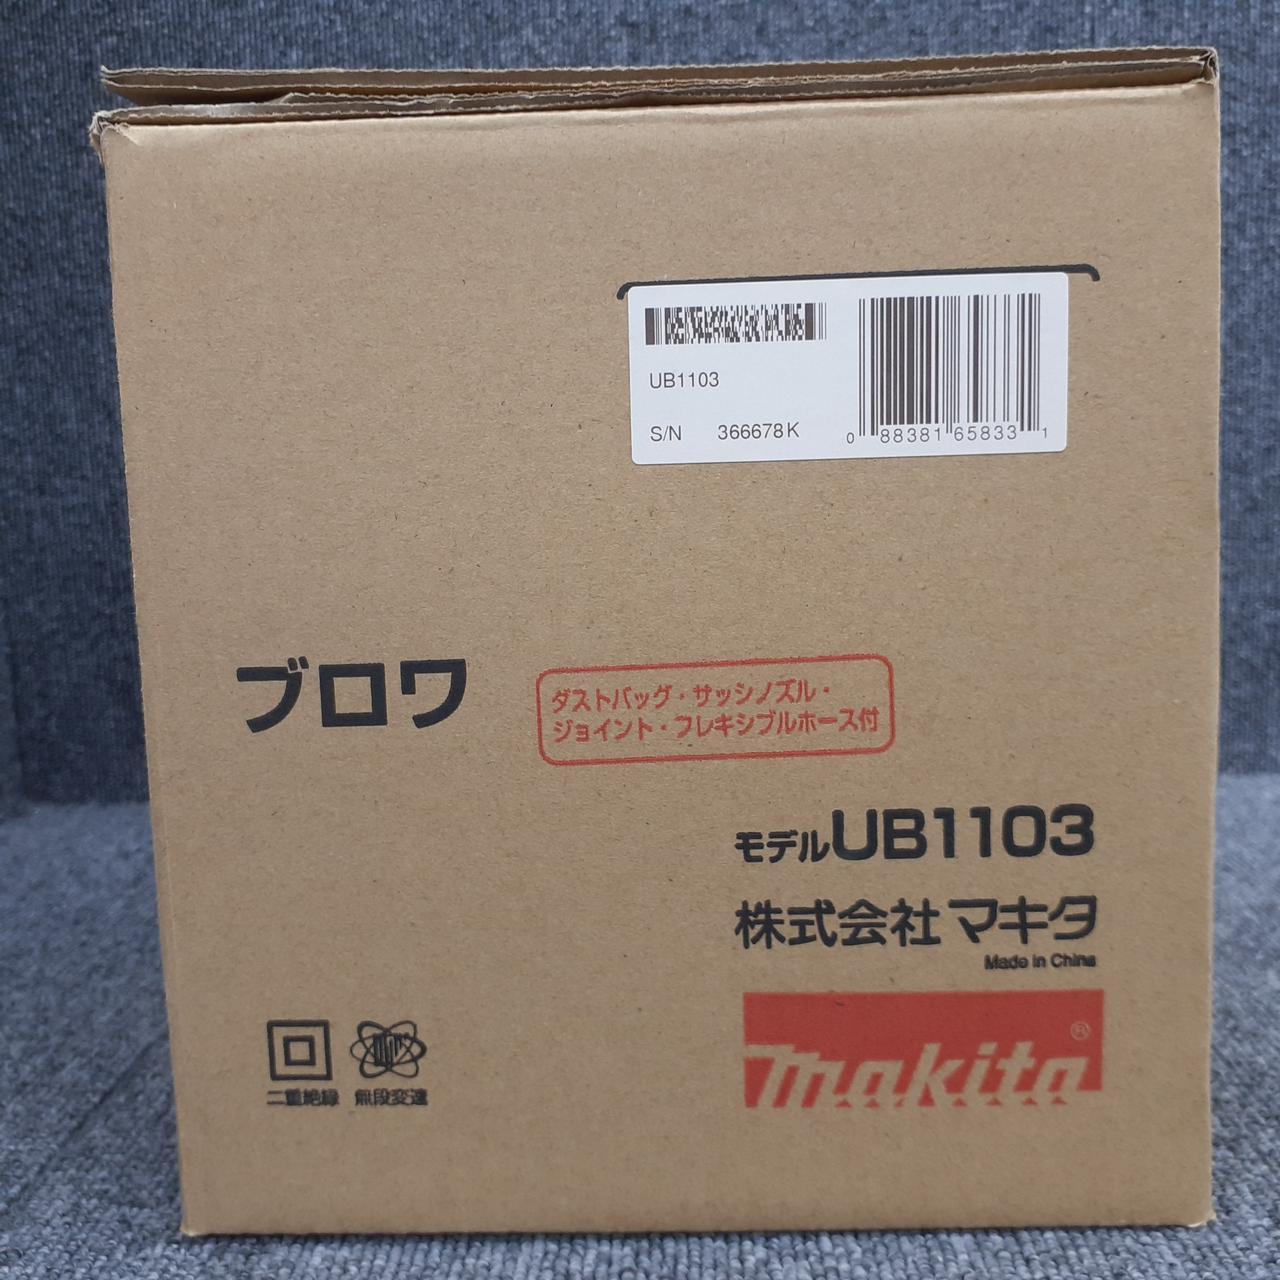 UB1103
S/N 366678K
0 88381 65833 1
ブロワ
ダストバッグ・サッシノズル・
ジョイント・フレキシブルホース付
モデルUB1103
株式会社マキタ
Made in China
makita®
二重絶縁 無段変速